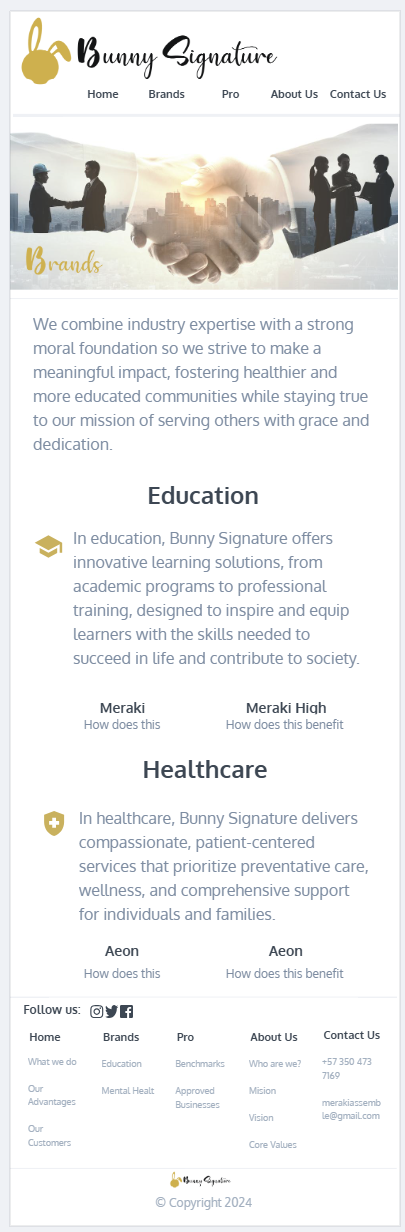 Bunny Signature
Home Brands Pro About Us Contact Us
Brands
We combine industry expertise with a strong
moral foundation so we strive to make a
meaningful impact, fostering healthier and
more educated communities while staying true
to our mission of serving others with grace and
dedication.
Education
In education, Bunny Signature offers
innovative learning solutions, from
academic programs to professional
training, designed to inspire and equip
learners with the skills needed to
succeed in life and contribute to society.
Meraki Meraki High
How does this How does this benefit
Healthcare
In healthcare, Bunny Signature delivers
compassionate, patient-centered
services that prioritize preventative care,
wellness, and comprehensive support
for individuals and families.
Aeon Aeon
How does this How does this benefit
Follow us:
Home
What we do
Our
Advantages
Our
Customers
Brands
Education
Mental Healt
Pro
Benchmarks
Approved
Businesses
About Us
Who are we?
Mision
Vision
Core Values
Contact Us
+57 350 473
7169
merakiassemb
le@gmail.com
Bunny Signature
© Copyright 2024